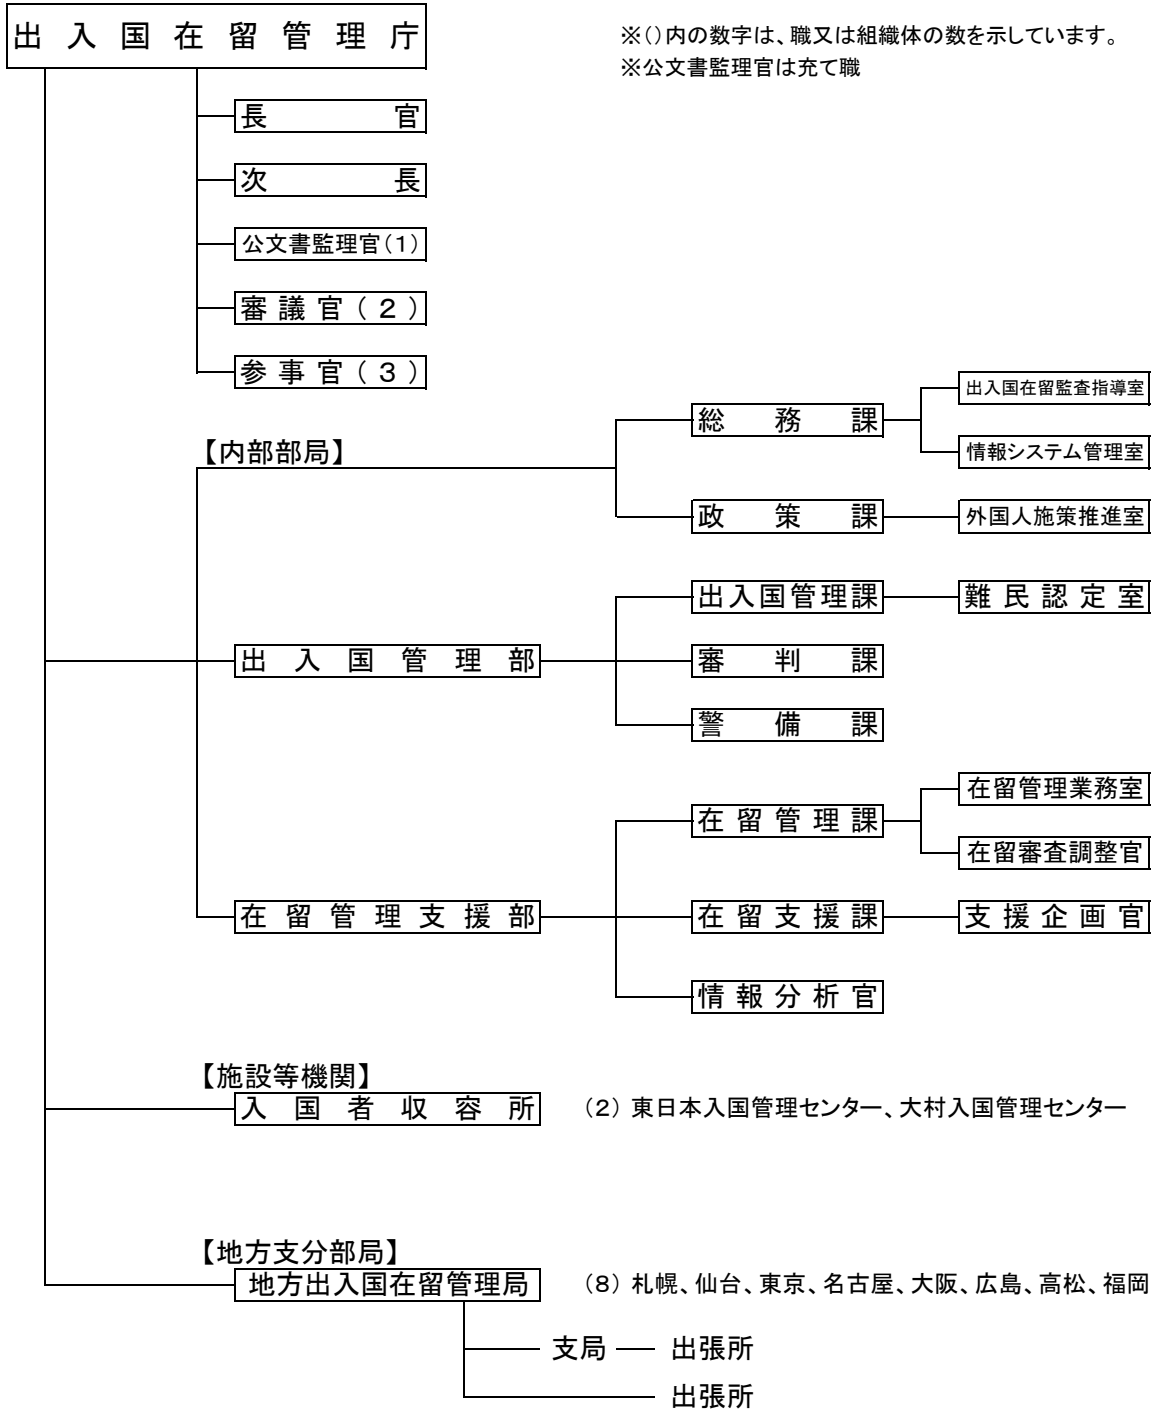 出入国在留管理庁
※（）内の数字は、職又は組織体の数を示しています。
※公文書監理官は充て職
長官
次長
公文書監理官（１）
審議官（２）
参事官（３）
【内部部局】
総務課
出入国在留監査指導室
情報システム管理室
政策課
外国人施策推進室
出入国管理部
出入国管理課
難民認定室
審判課
警備課
在留管理支援部
在留管理課
在留管理業務室
在留審査調整官
在留支援課
支援企画官
情報分析官
【施設等機関】
入国者収容所
（２） 東日本入国管理センター、大村入国管理センター
【地方支分部局】
地方出入国在留管理局
（８） 札幌、仙台、東京、名古屋、大阪、広島、高松、福岡
支局 出張所
出張所